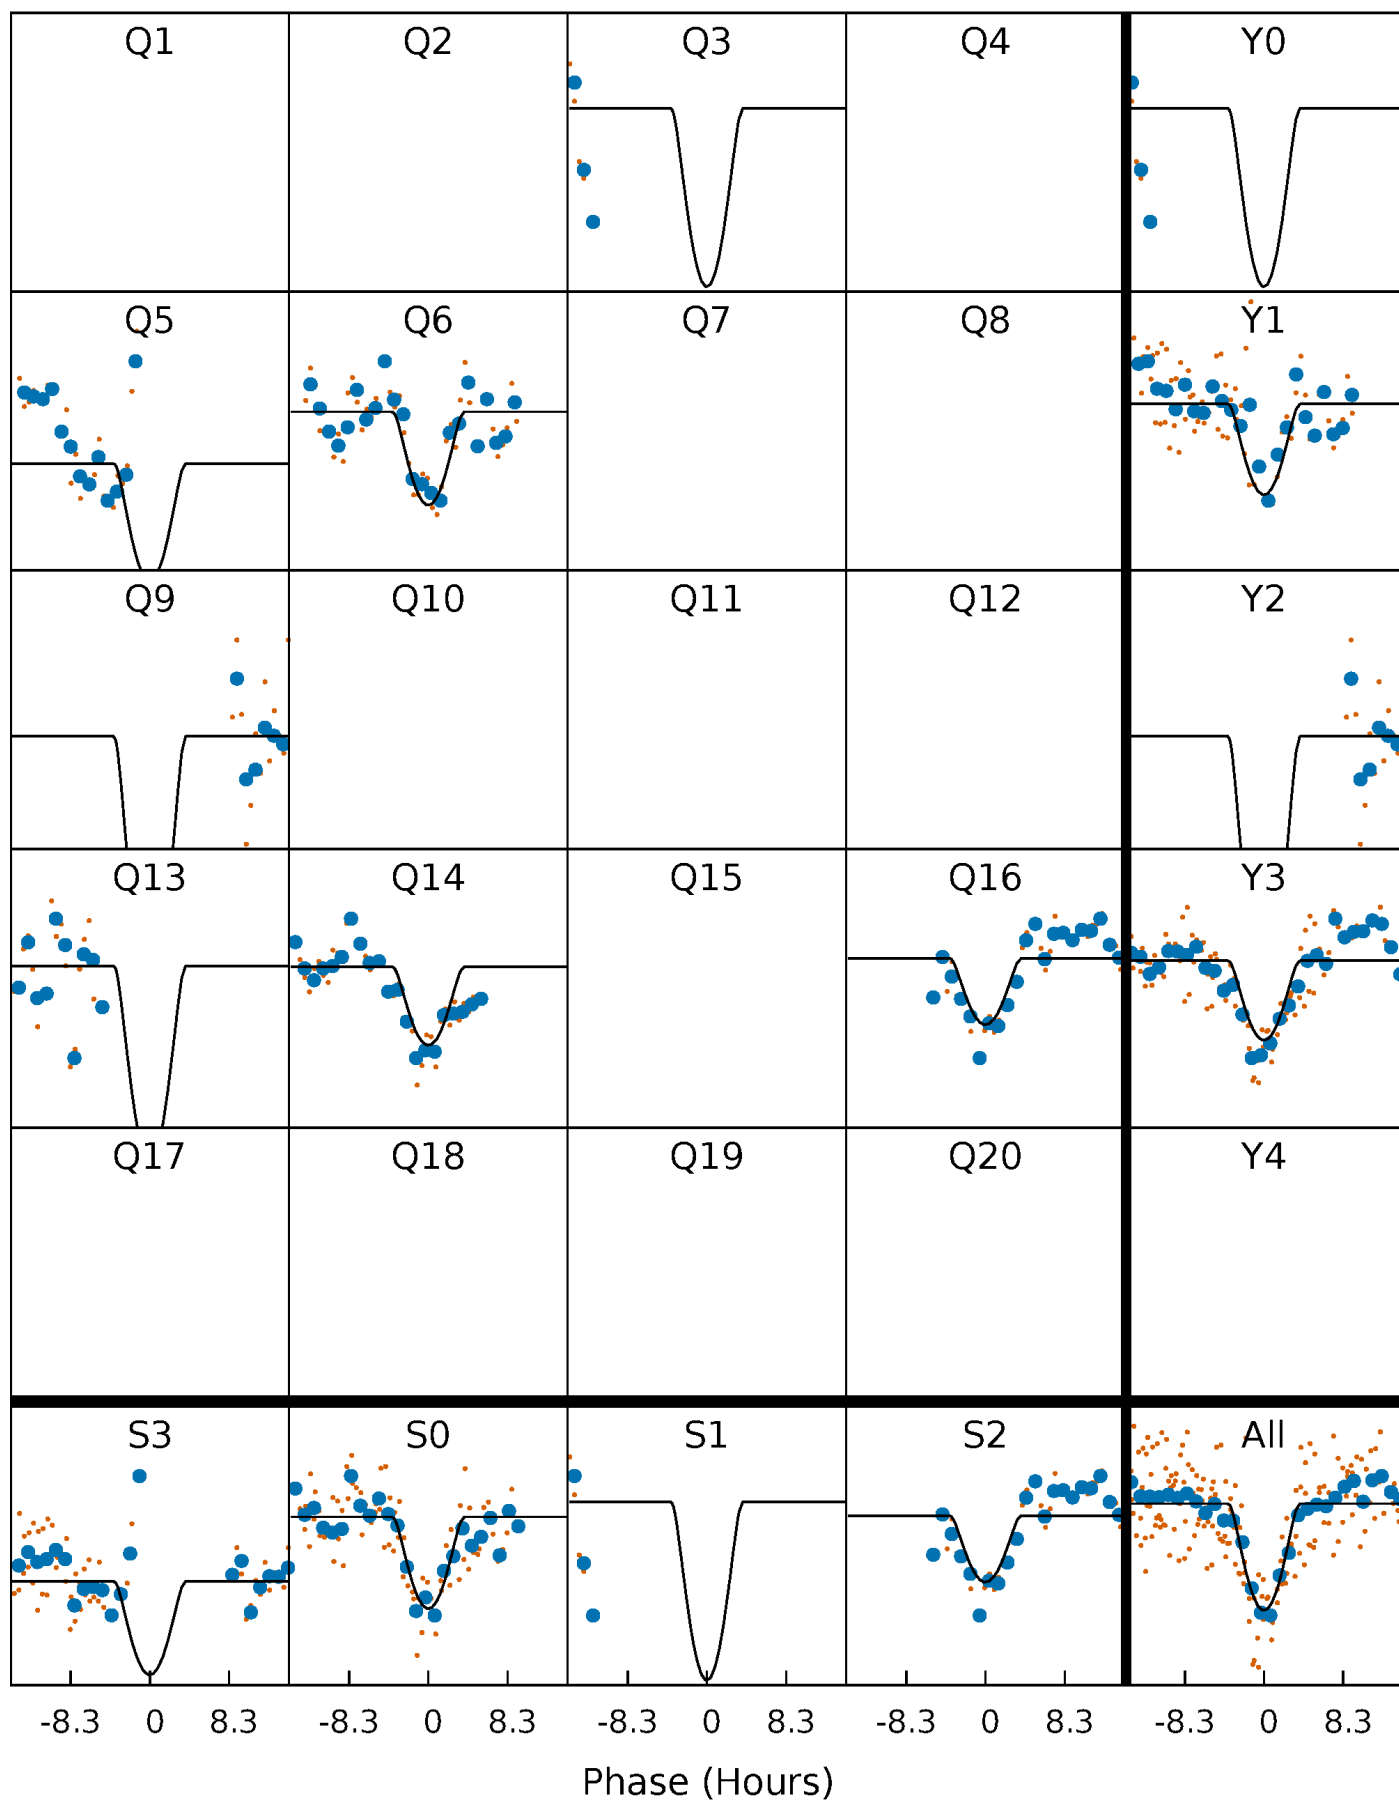 Q1 Q2 Q3 Q4 Y0
Q5 Q6 Q7 Q8 Y1
Q9 Q10 Q11 Q12 Y2
Q13 Q14 Q15 Q16 Y3
Q17 Q18 Q19 Q20 Y4
S3 S0 S1 S2 All
-8.3 0 8.3 -8.3 0 8.3 -8.3 0 8.3 -8.3 0 8.3 -8.3 0 8.3
Phase (Hours)